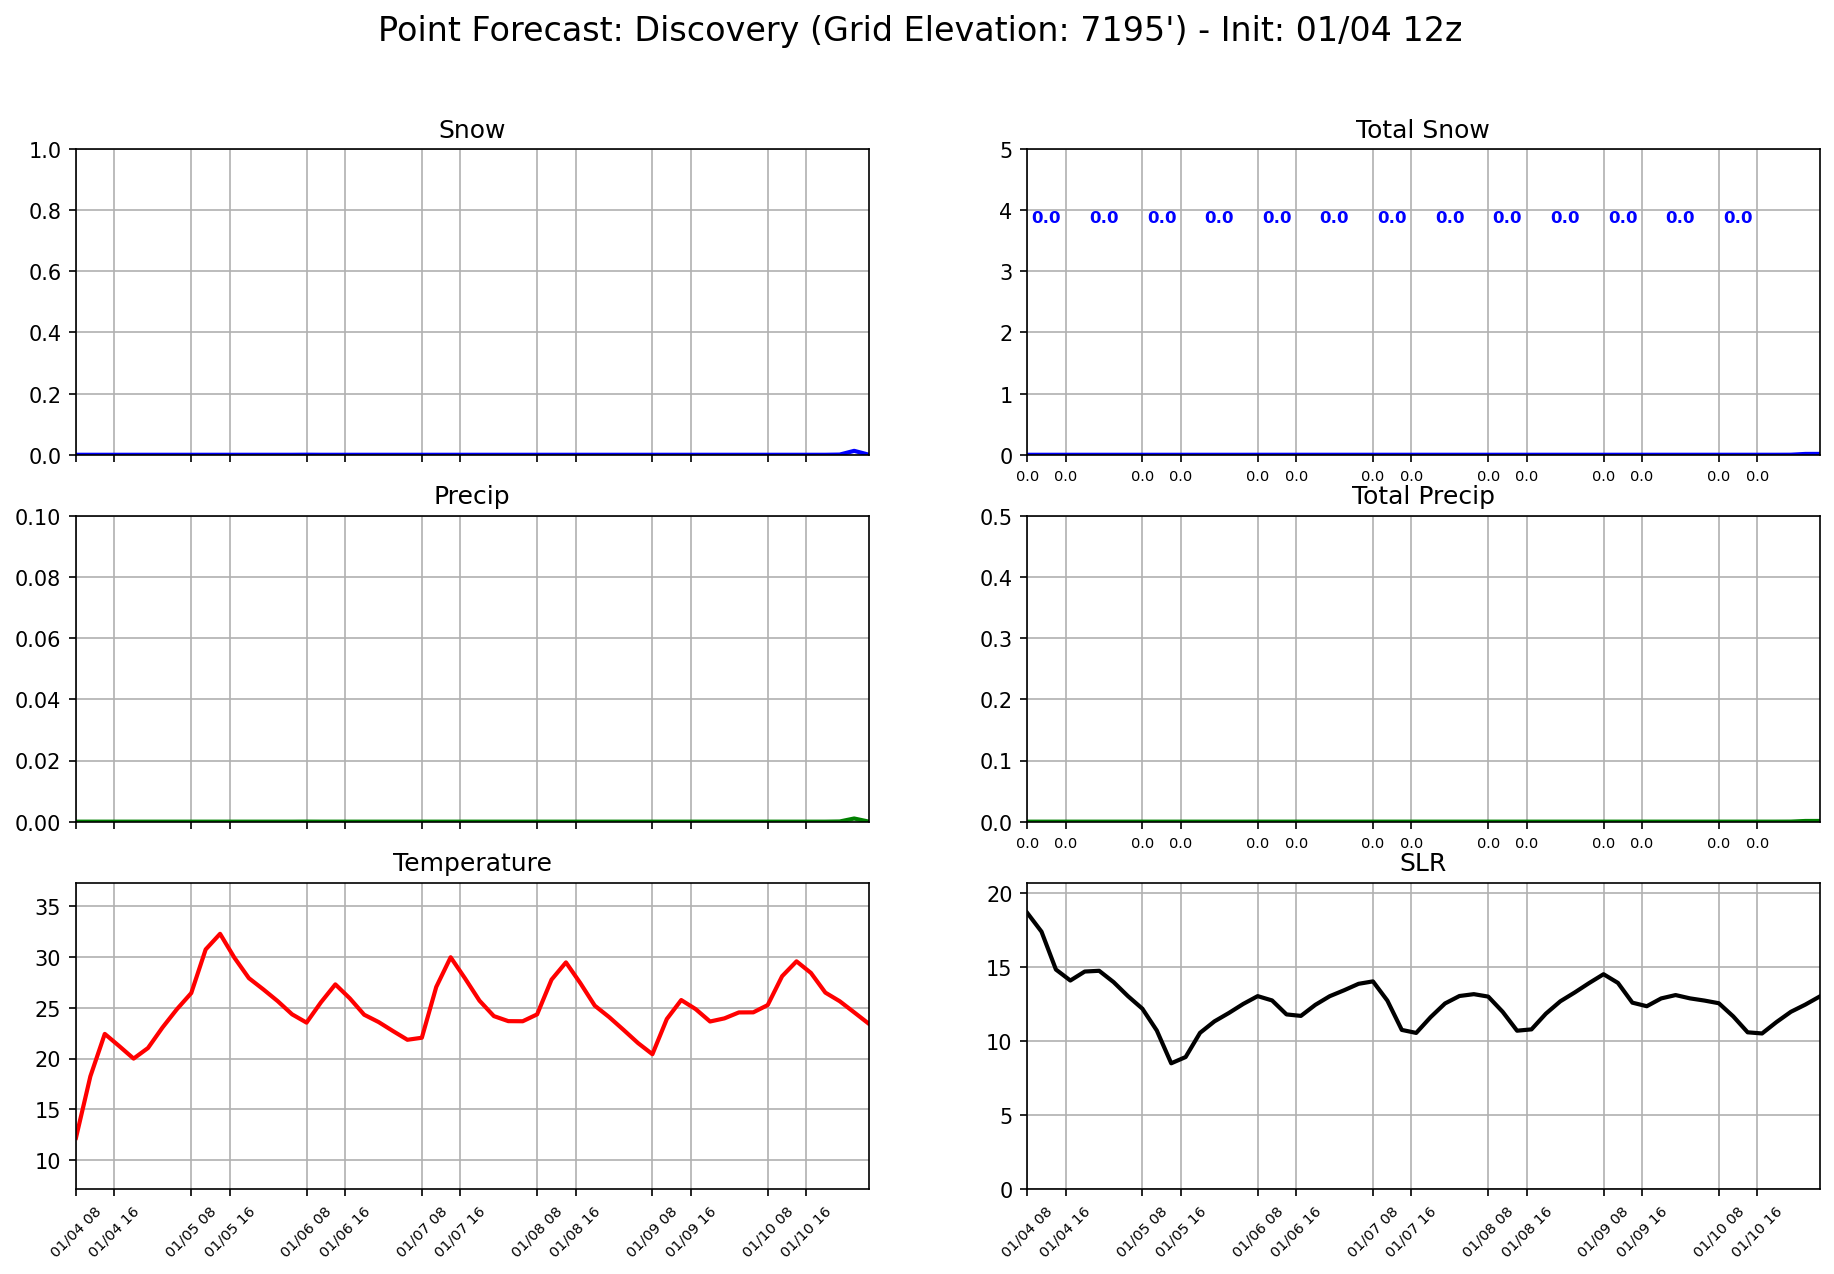 Point Forecast: Discovery (Grid Elevation: 7195') - Init: 01/04 12z
Snow
1.0
0.8
0.6
0.4
0.2
0.0
Total Snow
5
4
3
2
1
0
0.0 0.0 0.0 0.0 0.0 0.0 0.0 0.0 0.0 0.0 0.0 0.0 0.0
0.0 0.0 0.0 0.0 0.0 0.0 0.0 0.0 0.0 0.0 0.0 0.0 0.0 0.0
Precip
0.10
0.08
0.06
0.04
0.02
0.00
Total Precip
0.5
0.4
0.3
0.2
0.1
0.0
0.0 0.0 0.0 0.0 0.0 0.0 0.0 0.0 0.0 0.0 0.0 0.0 0.0 0.0
Temperature
35
30
25
20
15
10
01/04 08 01/04 16 01/05 08 01/05 16 01/06 08 01/06 16 01/07 08 01/07 16 01/08 08 01/08 16 01/09 08 01/09 16 01/10 08 01/10 16
SLR
20
15
10
5
0
01/04 08 01/04 16 01/05 08 01/05 16 01/06 08 01/06 16 01/07 08 01/07 16 01/08 08 01/08 16 01/09 08 01/09 16 01/10 08 01/10 16